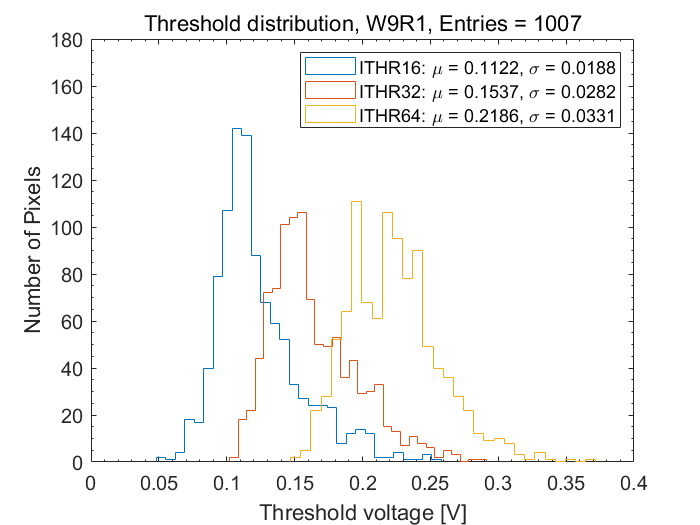 Threshold distribution, W9R1, Entries = 1007
180
160
140
120
100
80
60
40
20
0
Number of Pixels
ITHR16: μ = 0.1122, σ = 0.0188
ITHR32: μ = 0.1537, σ = 0.0282
ITHR64: μ = 0.2186, σ = 0.0331
0 0.05 0.1 0.15 0.2 0.25 0.3 0.35 0.4
Threshold voltage [V]